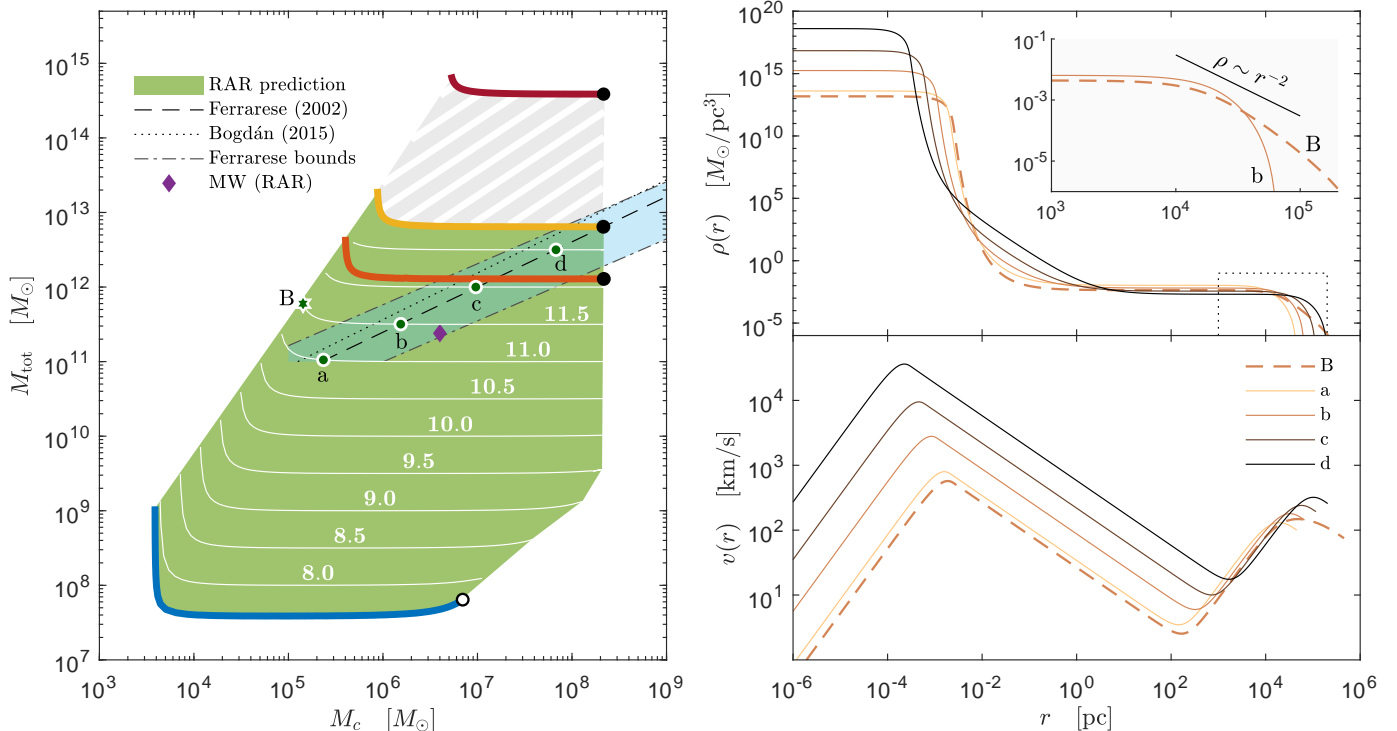 10^15
10^14
10^13
10^12
10^11
10^10
10^9
10^8
10^7
M_tot [M_⊙]
RAR prediction
Ferrarese (2002)
Bogdán (2015)
Ferrarese bounds
MW (RAR)
B
a
b
c
d
11.5
11.0
10.5
10.0
9.5
9.0
8.5
8.0
10^3 10^4 10^5 10^6 10^7 10^8 10^9
M_c [M_⊙]
10^20
10^15
10^10
10^5
10^0
10^-5
ρ(r) [M_⊙/pc^3]
10^-1
10^-3
10^-5
ρ ∼ r^-2
B
b
10^3 10^4 10^5
10^4
10^3
10^2
10^1
v(r) [km/s]
B
a
b
c
d
10^-6 10^-4 10^-2 10^0 10^2 10^4 10^6
r [pc]